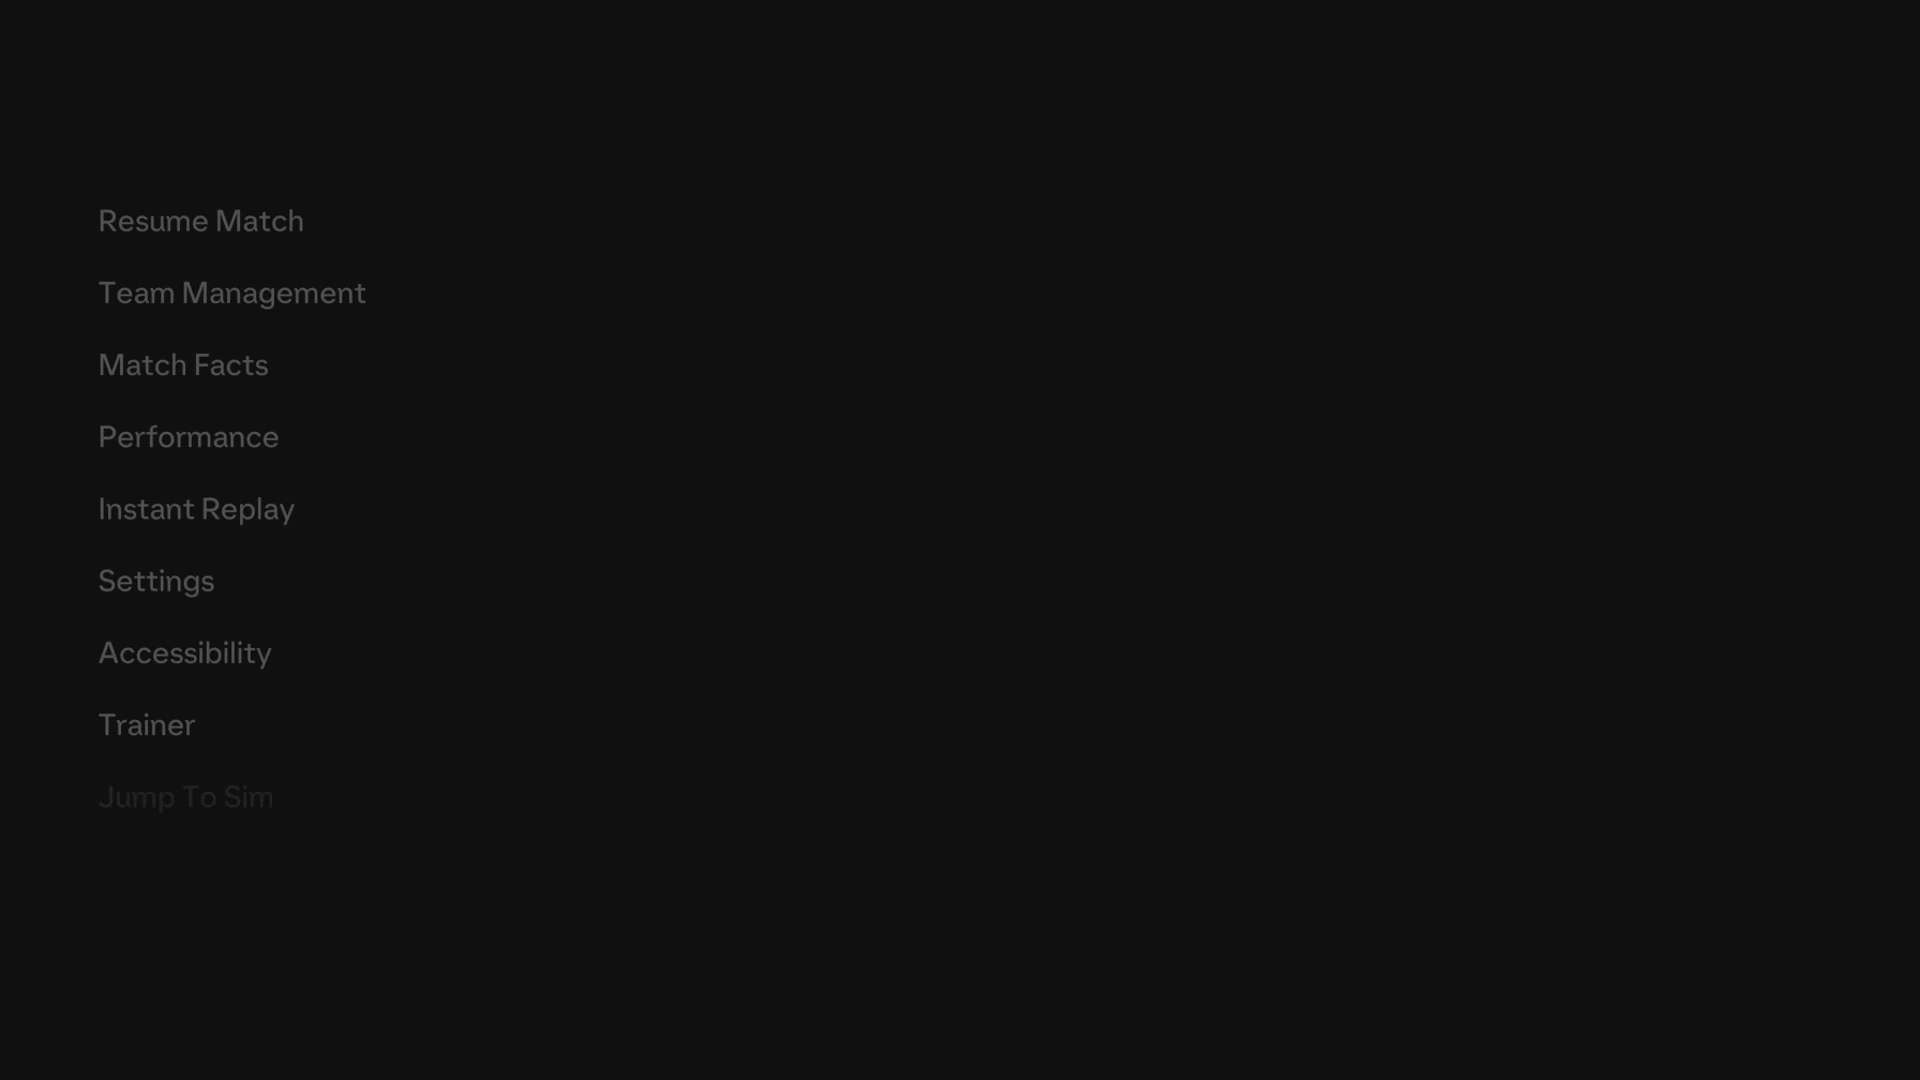 Resume Match
Team Management
Match Facts
Performance
Instant Replay
Settings
Accessibility
Trainer
Jump To Sim